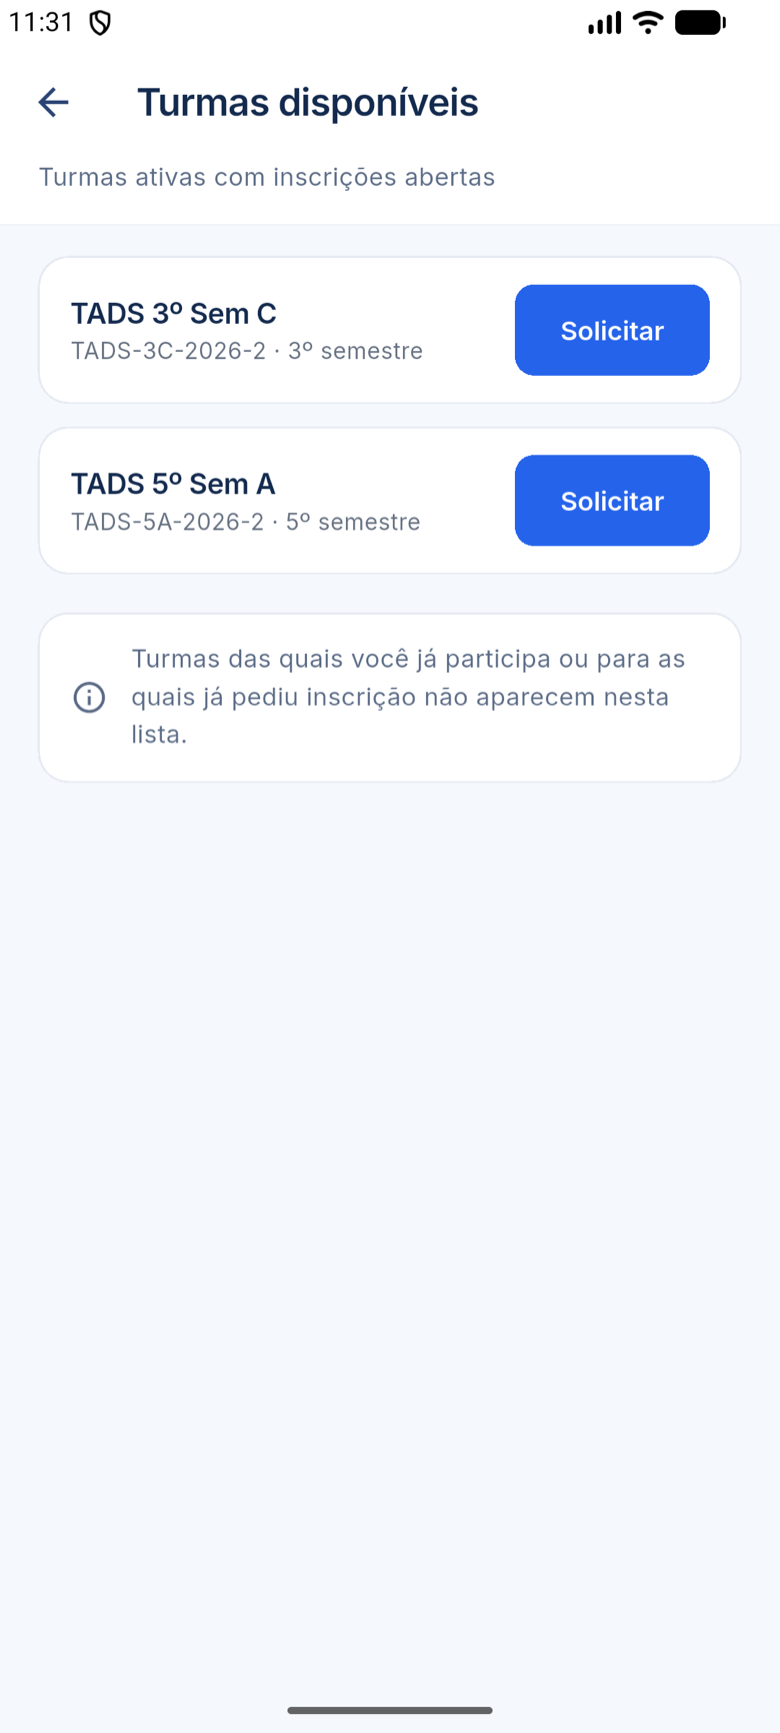 11:31
Turmas disponíveis
Turmas ativas com inscrições abertas
TADS 3º Sem C
TADS-3C-2026-2 · 3º semestre
Solicitar
TADS 5º Sem A
TADS-5A-2026-2 · 5º semestre
Solicitar
Turmas das quais você já participa ou para as
quais já pediu inscrição não aparecem nesta
lista.